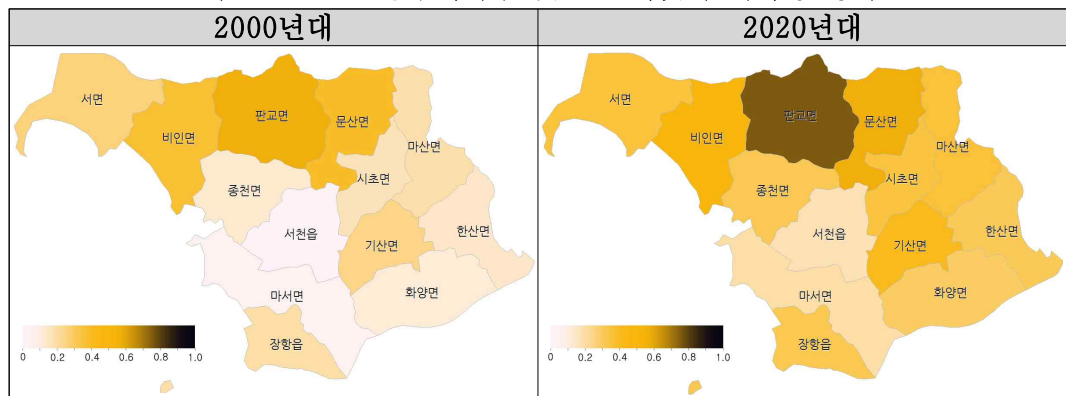 2000년대
2020년대
서면
비인면
판교면
문산면
마산면
종천면
시초면
서천읍
기산면
한산면
마서면
화양면
장항읍
0 0.2 0.4 0.6 0.8 1.0
서면
비인면
판교면
문산면
마산면
종천면
시초면
서천읍
기산면
한산면
마서면
화양면
장항읍
0 0.2 0.4 0.6 0.8 1.0